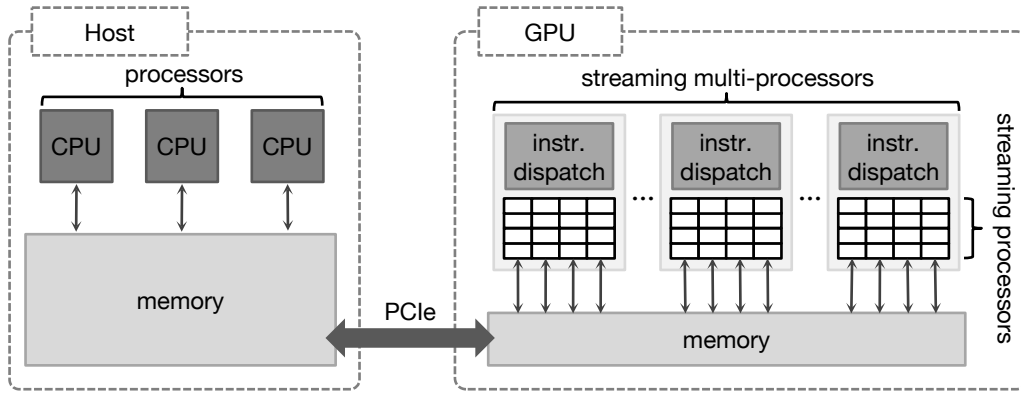 Host
processors
CPU
CPU
CPU
memory
PCIe
GPU
streaming multi-processors
instr.
dispatch
instr.
dispatch
instr.
dispatch
...
...
streaming processors
memory